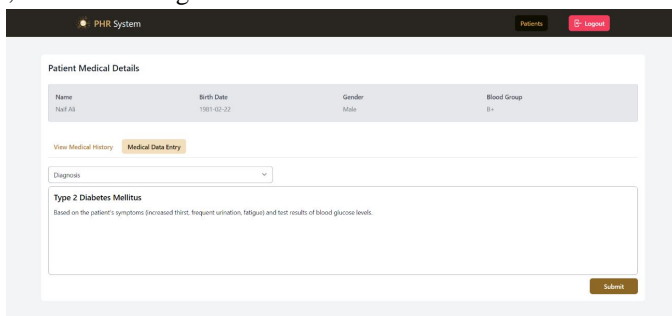 PHR System Patients Logout
Patient Medical Details
Name Birth Date Gender Blood Group
Naif Ali 1981-02-22 Male B+
View Medical History Medical Data Entry
Diagnosis
Type 2 Diabetes Mellitus
Based on the patient's symptoms (increased thirst, frequent urination, fatigue) and test results of blood glucose levels.
Submit